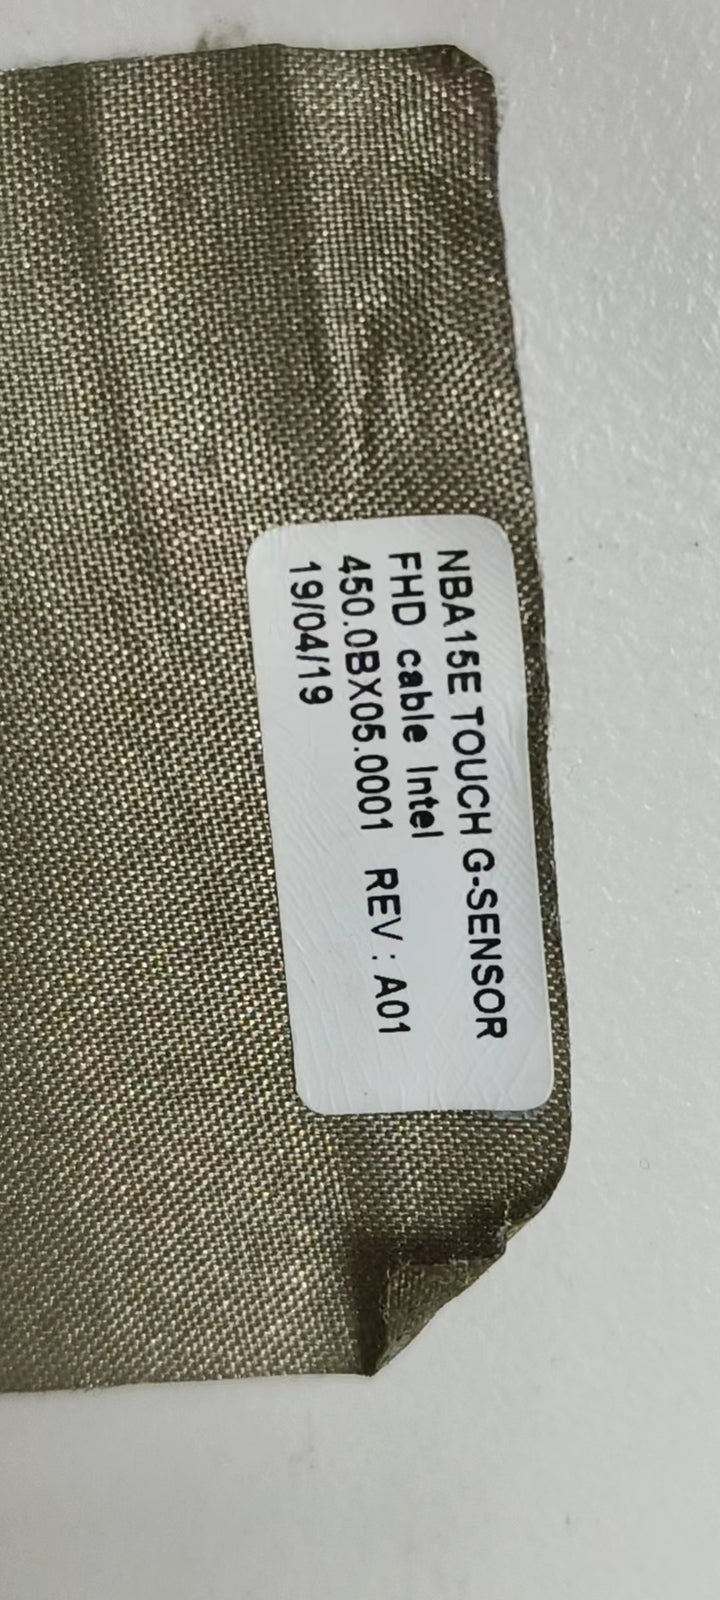 NBA15E TOUCH G-SENSOR
FHD cable Intel
450.0BX05.0001 REV : A01
19/04/19